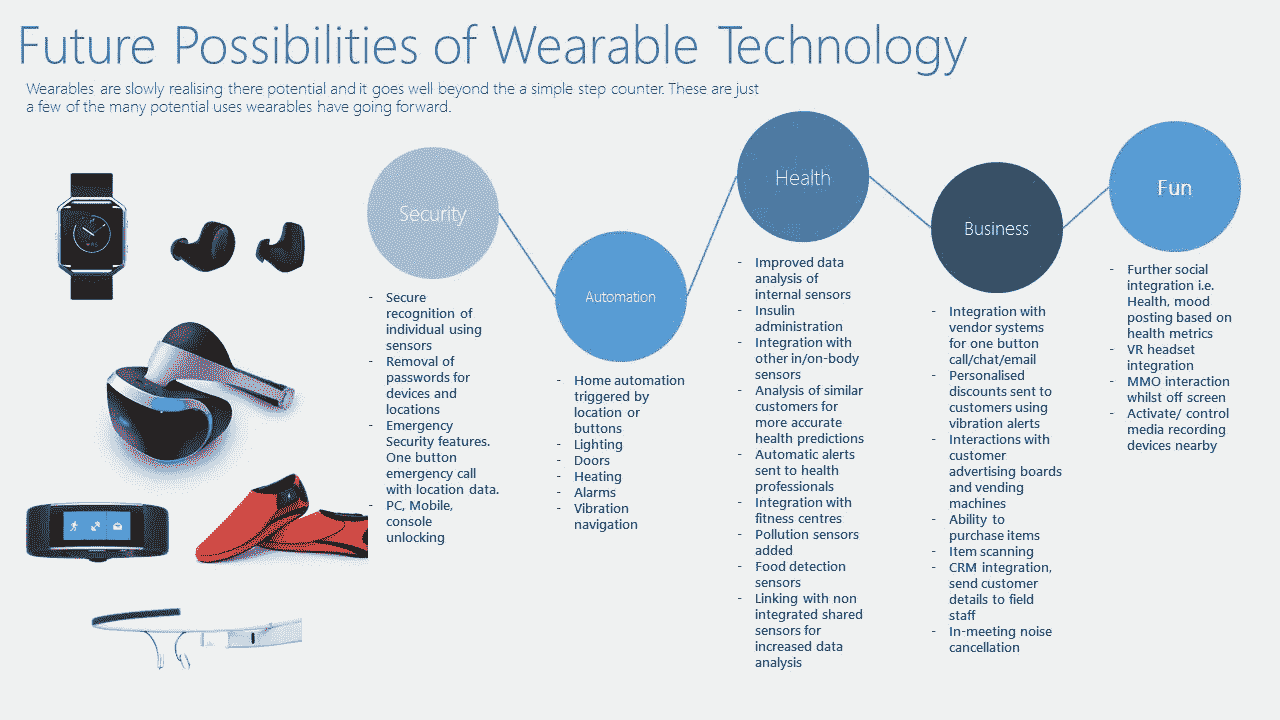 Future Possibilities of Wearable Technology
Wearables are slowly realising there potential and it goes well beyond the a simple step counter. These are just
a few of the many potential uses wearables have going forward.
Security
- Secure
recognition of
individual using
sensors
- Removal of
passwords for
devices and
locations
- Emergency
Security features.
One button
emergency call
with location data.
- PC, Mobile,
console
unlocking
Automation
- Home automation
triggered by
location or
buttons
- Lighting
- Doors
- Heating
- Alarms
- Vibration
navigation
Health
- Improved data
analysis of
internal sensors
- Insulin
administration
- Integration with
other in/on-body
sensors
- Analysis of similar
customers for
more accurate
health predictions
- Automatic alerts
sent to health
professionals
- Integration with
fitness centres
- Pollution sensors
added
- Food detection
sensors
- Linking with non
integrated shared
sensors for
increased data
analysis
Business
- Integration with
vendor systems
for one button
call/chat/email
- Personalised
discounts sent to
customers using
vibration alerts
- Interactions with
customer
advertising boards
and vending
machines
- Ability to
purchase items
- Item scanning
- CRM integration,
send customer
details to field
staff
- In-meeting noise
cancellation
Fun
- Further social
integration i.e.
Health, mood
posting based on
health metrics
- VR headset
integration
- MMO interaction
whilst off screen
- Activate/ control
media recording
devices nearby